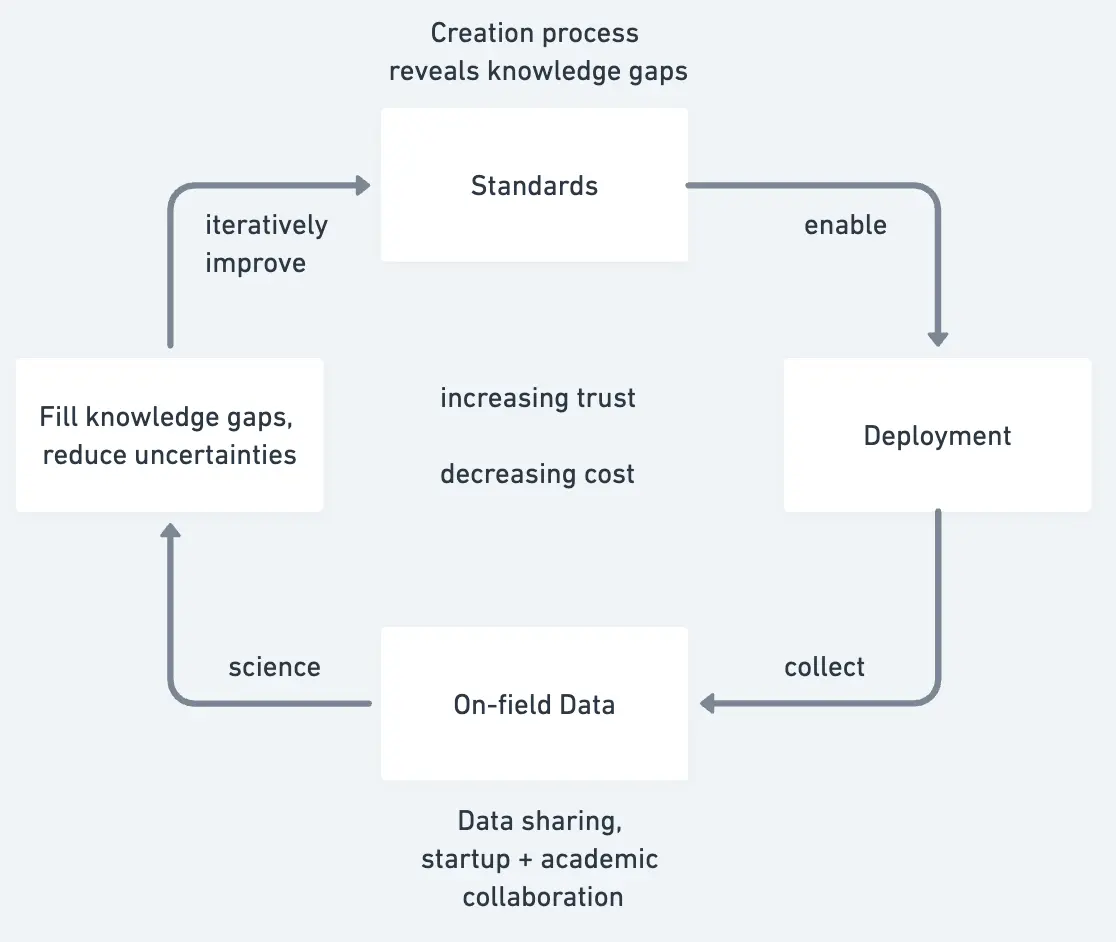 Creation process
reveals knowledge gaps
Standards
iteratively
improve
enable
Fill knowledge gaps,
reduce uncertainties
increasing trust
decreasing cost
Deployment
science
collect
On-field Data
Data sharing,
startup + academic
collaboration